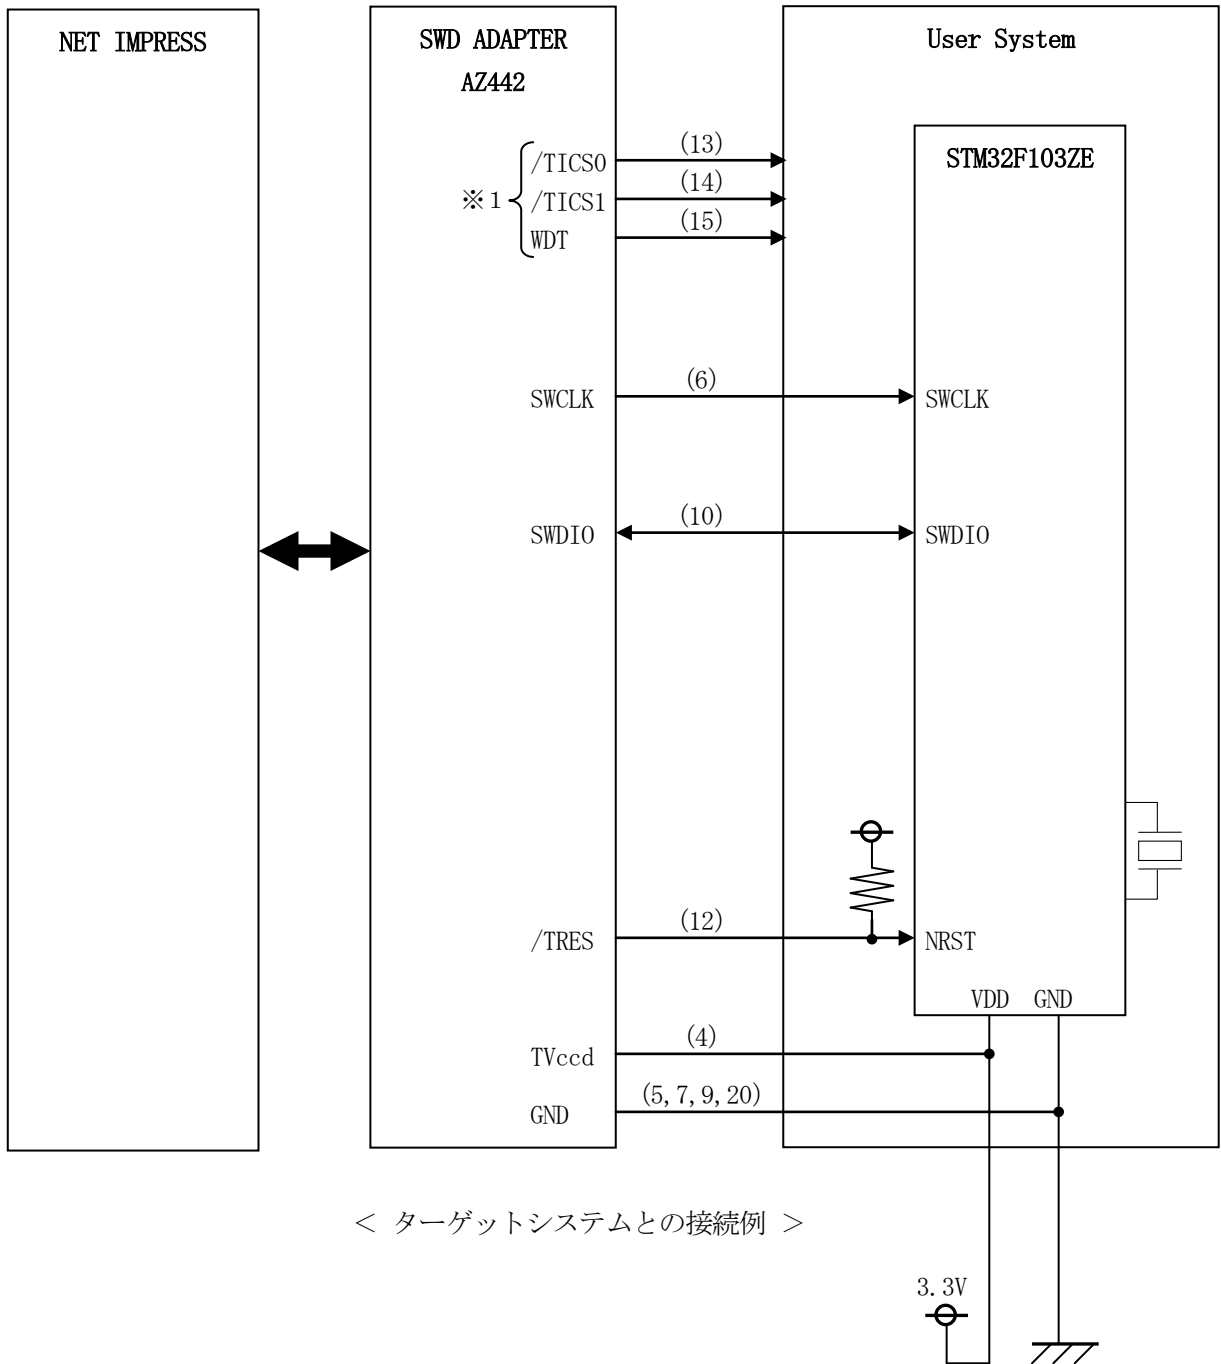 NET IMPRESS
SWD ADAPTER
AZ442
User System
STM32F103ZE
※1
/TICS0
(13)
/TICS1
(14)
WDT
(15)
SWCLK
(6)
SWCLK
SWDIO
(10)
SWDIO
/TRES
(12)
NRST
VDD
GND
TVccd
(4)
GND
(5,7,9,20)
< ターゲットシステムとの接続例 >
3.3V